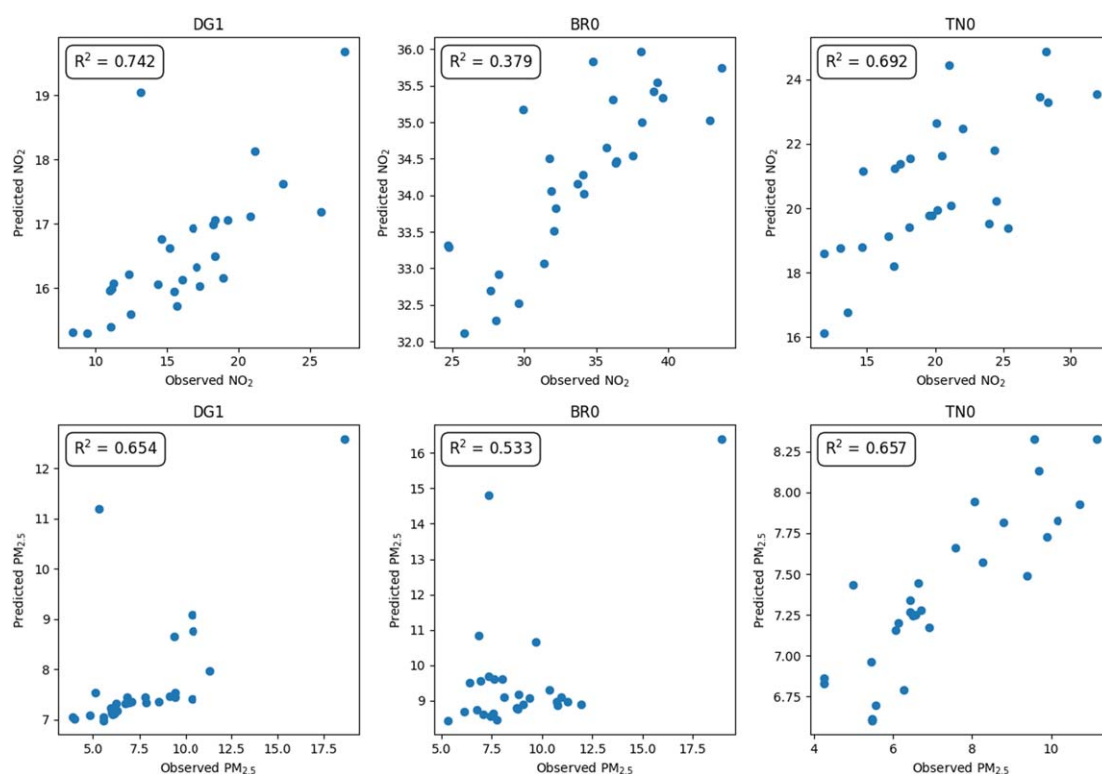 DG1
BR0
TN0
R² = 0.742
R² = 0.379
R² = 0.692
Predicted NO₂
19
18
17
16
Predicted NO₂
36.0
35.5
35.0
34.5
34.0
33.5
33.0
32.5
32.0
Predicted NO₂
24
22
20
18
16
10 15 20 25
25 30 35 40
15 20 25 30
Observed NO₂
Observed NO₂
Observed NO₂
DG1
BR0
TN0
R² = 0.654
R² = 0.533
R² = 0.657
Predicted PM₂.₅
12
11
10
9
8
7
Predicted PM₂.₅
16
15
14
13
12
11
10
9
Predicted PM₂.₅
8.25
8.00
7.75
7.50
7.25
7.00
6.75
5.0 7.5 10.0 12.5 15.0 17.5
5.0 7.5 10.0 12.5 15.0 17.5
4 6 8 10
Observed PM₂.₅
Observed PM₂.₅
Observed PM₂.₅